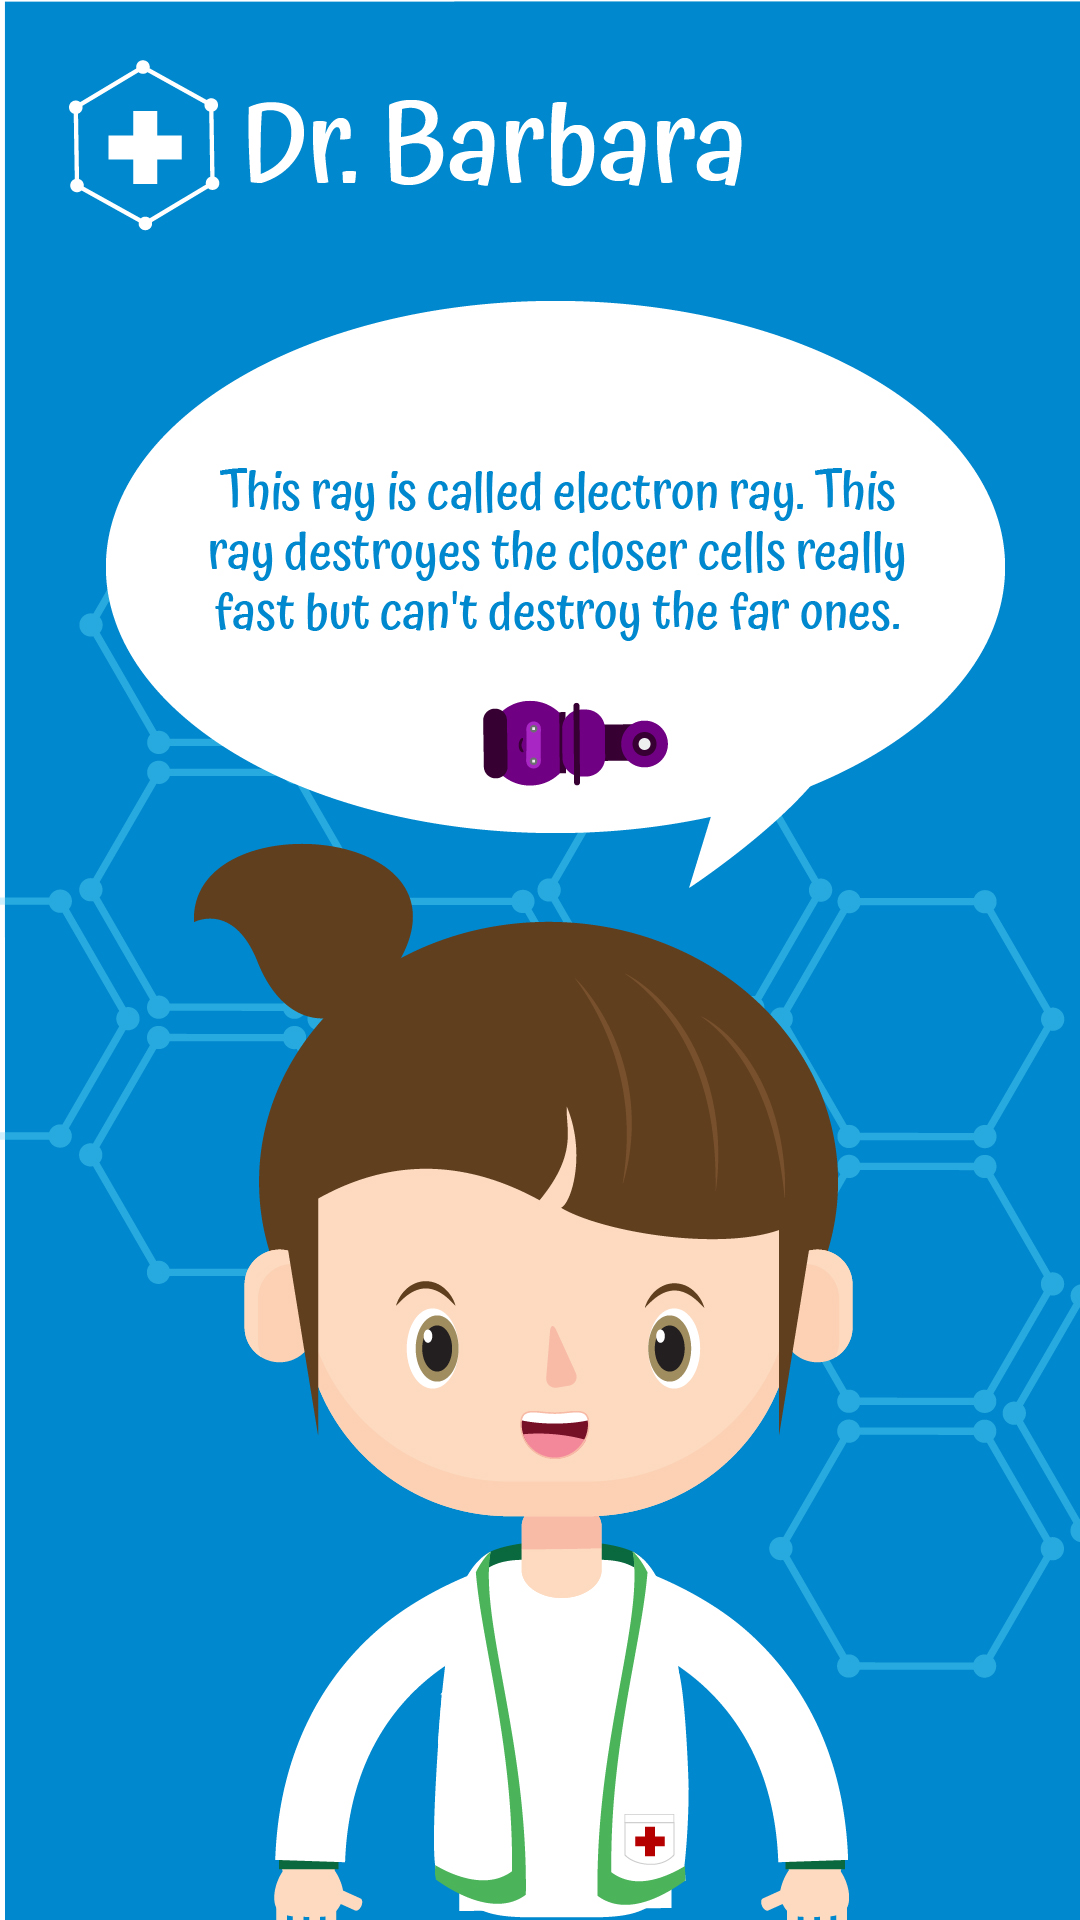 Dr. Barbara
This ray is called electron ray. This
ray destroyes the closer cells really
fast but can't destroy the far ones.